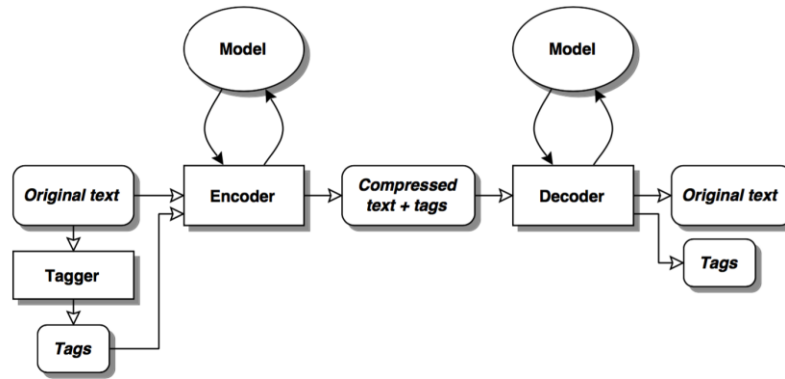 Model
Model
Original text
Encoder
Compressed
text + tags
Decoder
Original text
Tagger
Tags
Tags